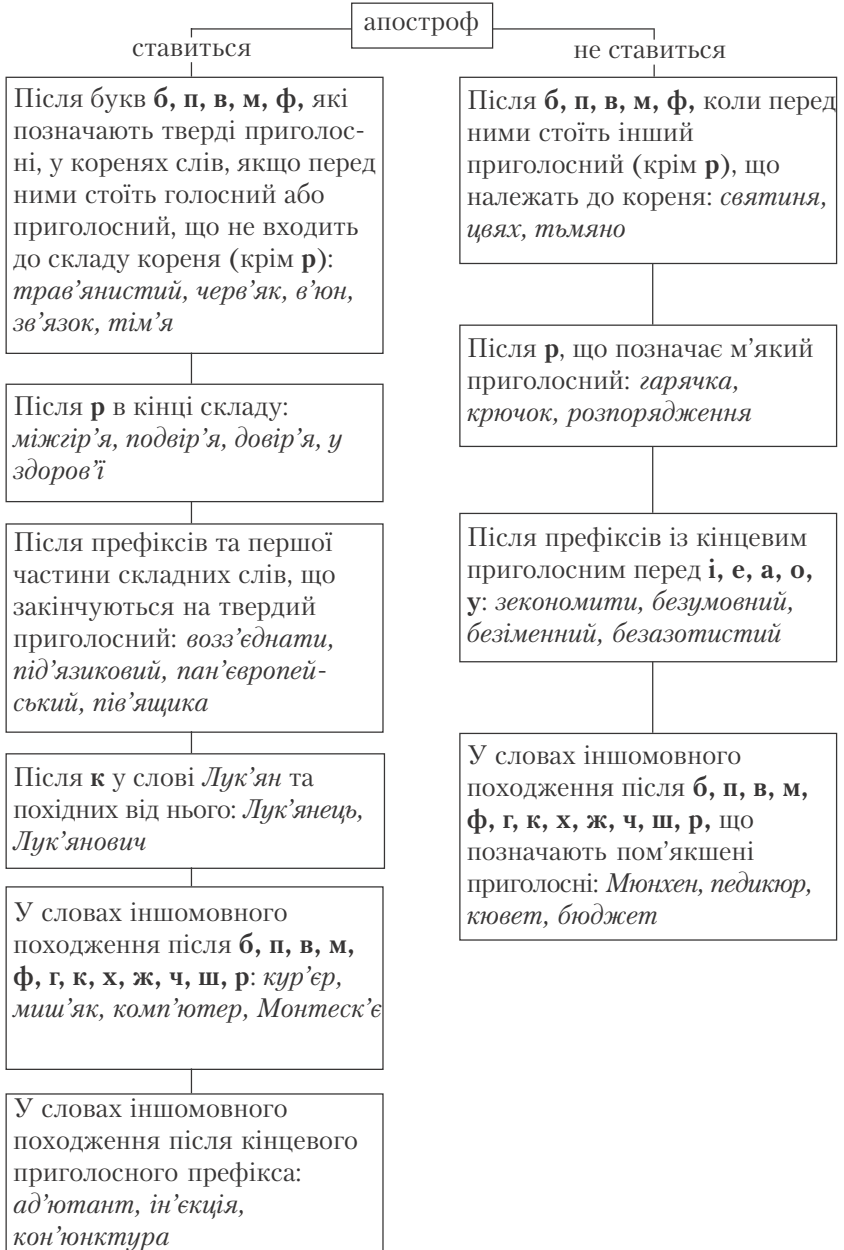 апостроф
ставиться
Після букв б, п, в, м, ф, які
позначають тверді приголос-
ні, у коренях слів, якщо перед
ними стоїть голосний або
приголосний, що не входить
до складу кореня (крім р):
трав’янистий, черв’як, в’юн,
зв’язок, тім’я
Після р в кінці складу:
міжгір’я, подвір’я, довір’я, у
здоров’ї
Після префіксів та першої
частини складних слів, що
закінчуються на твердий
приголосний: возз’єднати,
під’язиковий, пан’європей-
ський, пів’ящика
Після к у слові Лук’ян та
похідних від нього: Лук’янець,
Лук’янович
У словах іншомовного
походження після б, п, в, м,
ф, г, к, х, ж, ч, ш, р: кур’єр,
миш’як, комп’ютер, Монтеск’є
У словах іншомовного
походження після кінцевого
приголосного префікса:
ад’ютант, ін’єкція,
кон’юнктура
не ставиться
Після б, п, в, м, ф, коли перед
ними стоїть інший
приголосний (крім р), що
належать до кореня: святиня,
цвях, тьмяно
Після р, що позначає м’який
приголосний: гарячка,
крючок, розпорядження
Після префіксів із кінцевим
приголосним перед і, е, а, о,
у: зекономити, безумовний,
безіменний, безазотистий
У словах іншомовного
походження після б, п, в, м,
ф, г, к, х, ж, ч, ш, р, що
позначають пом’якшені
приголосні: Мюнхен, педикюр,
кювет, бюджет